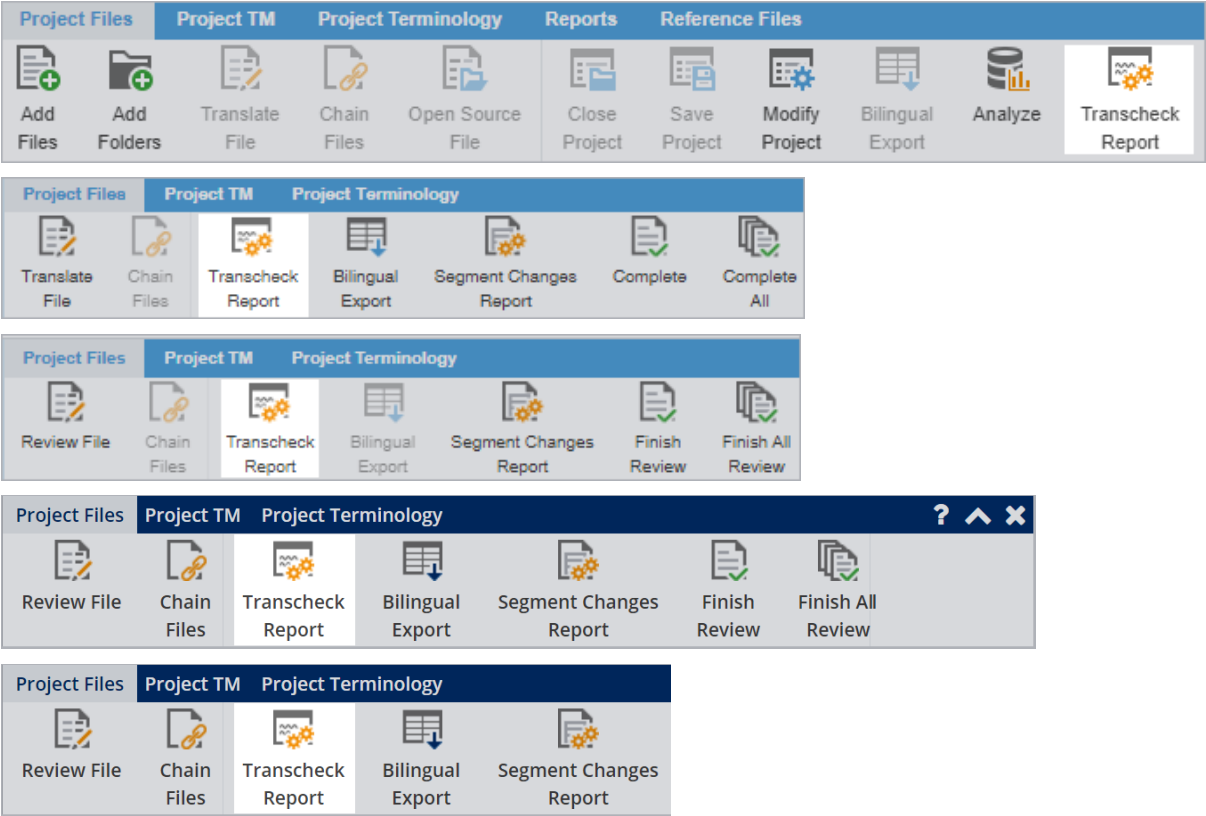 Project Files Project TM Project Terminology Reports Reference Files
Add Add Translate Chain Open Source Close Save Modify Bilingual Analyze Transcheck
Files Folders File Files File Project Project Project Export Report
Project Files Project TM Project Terminology
Translate Chain Transcheck Bilingual Segment Changes Complete Complete
File Files Report Export Report All
Project Files Project TM Project Terminology
Review File Chain Transcheck Bilingual Segment Changes Finish Finish All
Files Report Export Report Review Review
Project Files Project TM Project Terminology ?
Review File Chain Transcheck Bilingual Segment Changes Finish Finish All
Files Report Export Report Review Review
Project Files Project TM Project Terminology
Review File Chain Transcheck Bilingual Segment Changes
Files Report Export Report